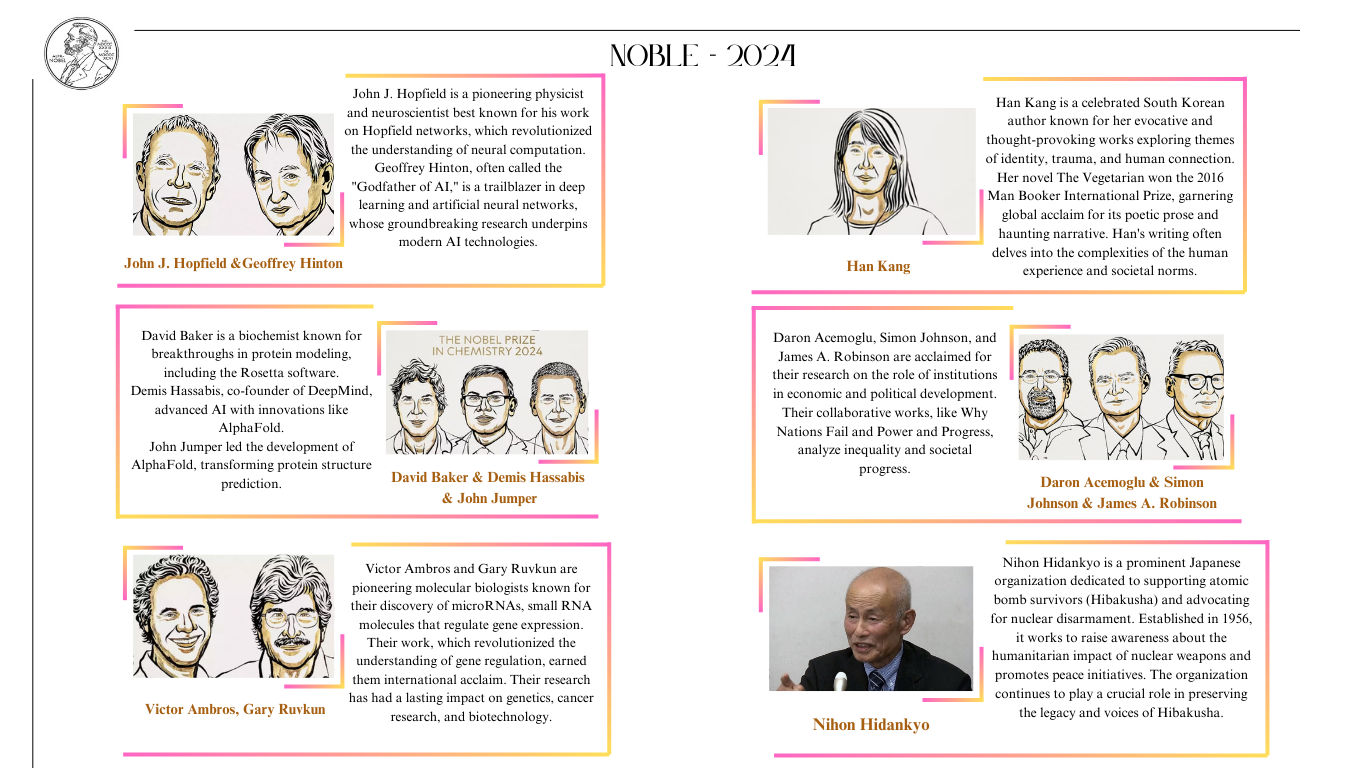 NOBLE - 2024
John J. Hopfield is a pioneering physicist
and neuroscientist best known for his work
on Hopfield networks, which revolutionized
the understanding of neural computation.
Geoffrey Hinton, often called the
"Godfather of AI," is a trailblazer in deep
learning and artificial neural networks,
whose groundbreaking research underpins
modern AI technologies.
John J. Hopfield &Geoffrey Hinton
Han Kang is a celebrated South Korean
author known for her evocative and
thought-provoking works exploring themes
of identity, trauma, and human connection.
Her novel The Vegetarian won the 2016
Man Booker International Prize, garnering
global acclaim for its poetic prose and
haunting narrative. Han's writing often
delves into the complexities of the human
experience and societal norms.
Han Kang
David Baker is a biochemist known for
breakthroughs in protein modeling,
including the Rosetta software.
Demis Hassabis, co-founder of DeepMind,
advanced AI with innovations like
AlphaFold.
John Jumper led the development of
AlphaFold, transforming protein structure
prediction.
THE NOBEL PRIZE
IN CHEMISTRY 2024
David Baker & Demis Hassabis
& John Jumper
Daron Acemoglu, Simon Johnson, and
James A. Robinson are acclaimed for
their research on the role of institutions
in economic and political development.
Their collaborative works, like Why
Nations Fail and Power and Progress,
analyze inequality and societal
progress.
Daron Acemoglu & Simon
Johnson & James A. Robinson
Victor Ambros and Gary Ruvkun are
pioneering molecular biologists known for
their discovery of microRNAs, small RNA
molecules that regulate gene expression.
Their work, which revolutionized the
understanding of gene regulation, earned
them international acclaim. Their research
has had a lasting impact on genetics, cancer
research, and biotechnology.
Victor Ambros, Gary Ruvkun
Nihon Hidankyo is a prominent Japanese
organization dedicated to supporting atomic
bomb survivors (Hibakusha) and advocating
for nuclear disarmament. Established in 1956,
it works to raise awareness about the
humanitarian impact of nuclear weapons and
promotes peace initiatives. The organization
continues to play a crucial role in preserving
the legacy and voices of Hibakusha.
Nihon Hidankyo